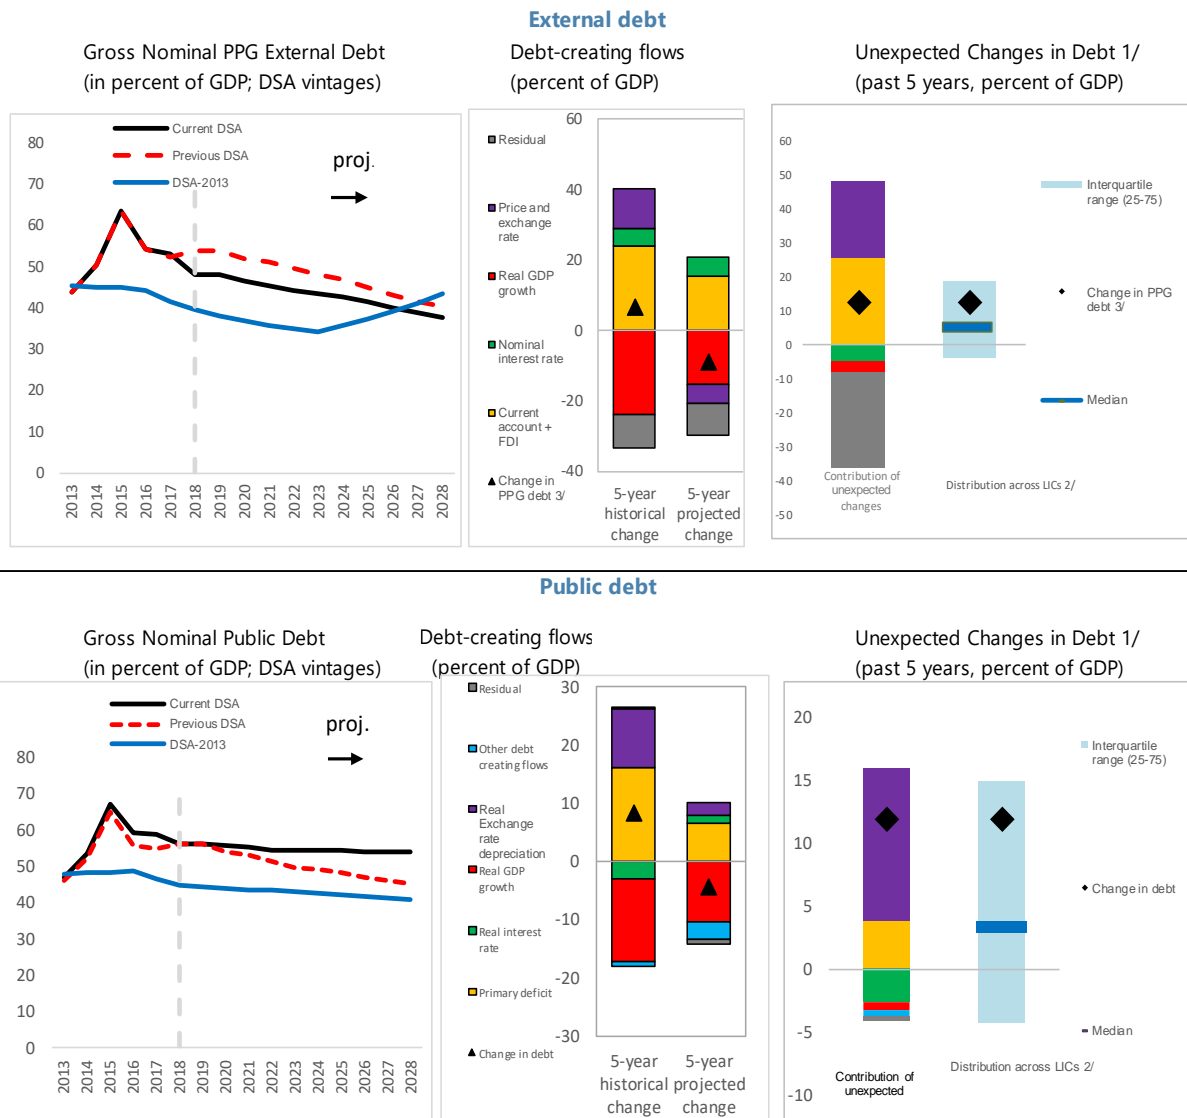 External debt
Gross Nominal PPG External Debt
(in percent of GDP; DSA vintages)
Debt-creating flows
(percent of GDP)
Unexpected Changes in Debt 1/
(past 5 years, percent of GDP)
Current DSA
Previous DSA
DSA-2013
proj.
80
70
60
50
40
30
20
10
0
2013
2014
2015
2016
2017
2018
2019
2020
2021
2022
2023
2024
2025
2026
2027
2028
Residual
Price and
exchange
rate
Real GDP
growth
Nominal
interest rate
Current
account +
FDI
Change in
PPG debt 3/
60
40
20
0
-20
-40
5-year
historical
change
5-year
projected
change
60
50
40
30
20
10
0
-10
-20
-30
-40
-50
Contribution of
unexpected
changes
Distribution across LICs 2/
Interquartile
range (25-75)
Change in PPG
debt 3/
Median
Public debt
Gross Nominal Public Debt
(in percent of GDP; DSA vintages)
Debt-creating flows
(percent of GDP)
Unexpected Changes in Debt 1/
(past 5 years, percent of GDP)
Current DSA
Previous DSA
DSA-2013
proj.
80
70
60
50
40
30
20
10
0
2013
2014
2015
2016
2017
2018
2019
2020
2021
2022
2023
2024
2025
2026
2027
2028
Residual
Other debt
creating flows
Real
Exchange
rate
depreciation
Real GDP
growth
Real interest
rate
Primary deficit
Change in debt
30
20
10
0
-10
-20
-30
5-year
historical
change
5-year
projected
change
20
15
10
5
0
-5
-10
Contribution of
unexpected
Distribution across LICs 2/
Interquartile
range (25-75)
Change in debt
Median